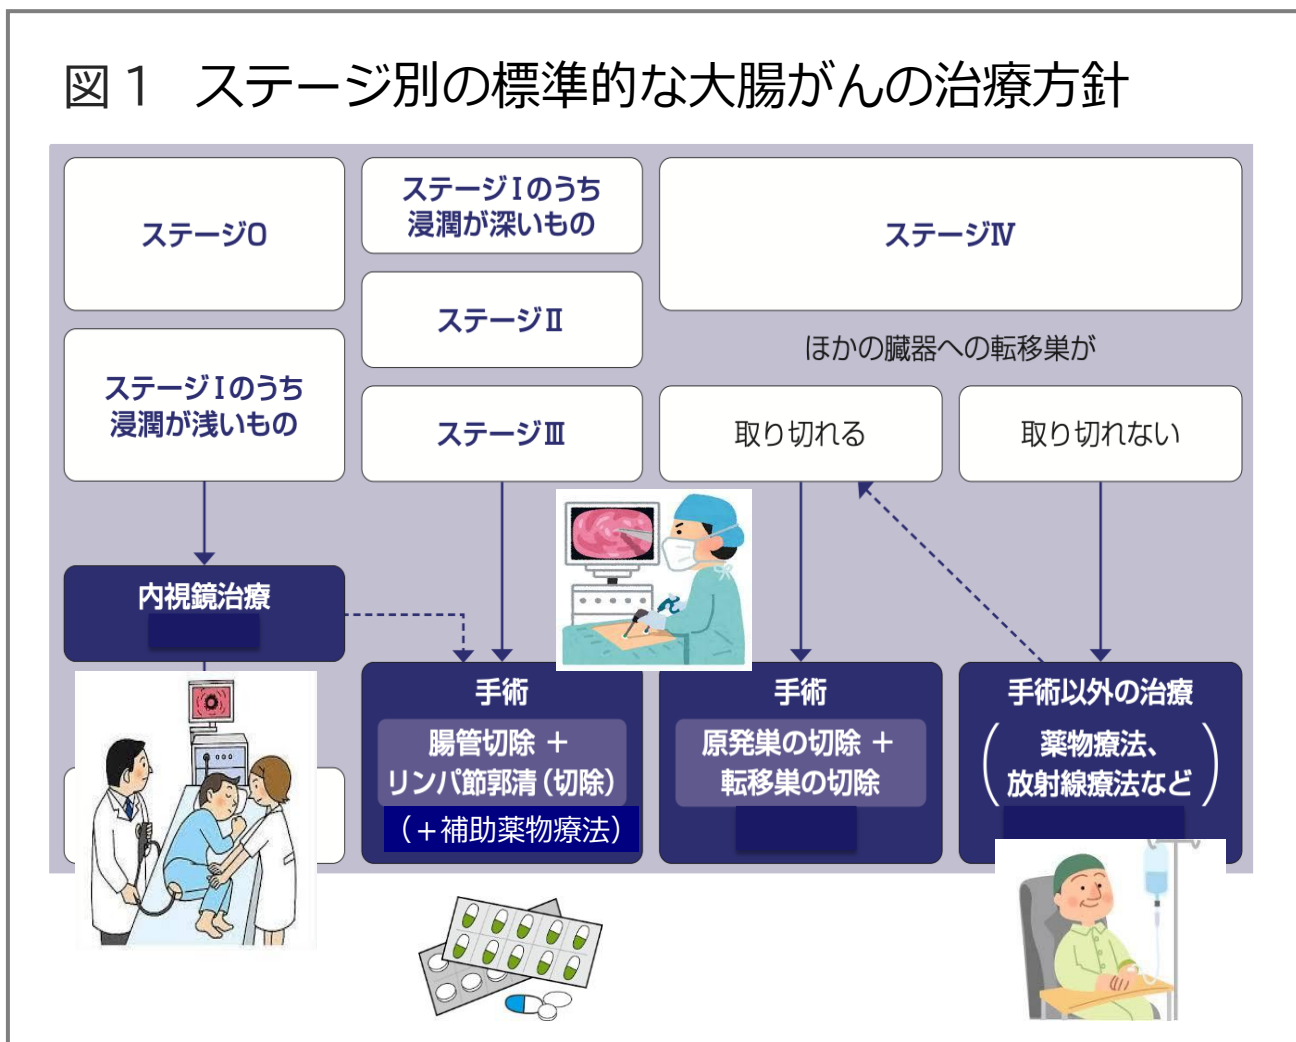 図1 ステージ別の標準的な大腸がんの治療方針
ステージ0
ステージⅠのうち
浸潤が浅いもの
ステージⅠのうち
浸潤が深いもの
ステージⅡ
ステージⅢ
ステージⅣ
ほかの臓器への転移巣が
取り切れる
取り切れない
内視鏡治療
手術
腸管切除 +
リンパ節郭清(切除)
(+補助薬物療法)
手術
原発巣の切除 +
転移巣の切除
手術以外の治療
(薬物療法、
放射線療法など)